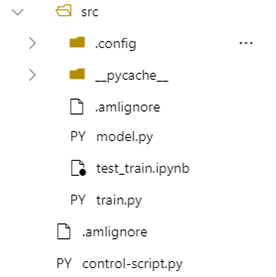 src
.config
...
__pycache__
.amlignore
PY model.py
test_train.ipynb
PY train.py
.amlignore
PY control-script.py